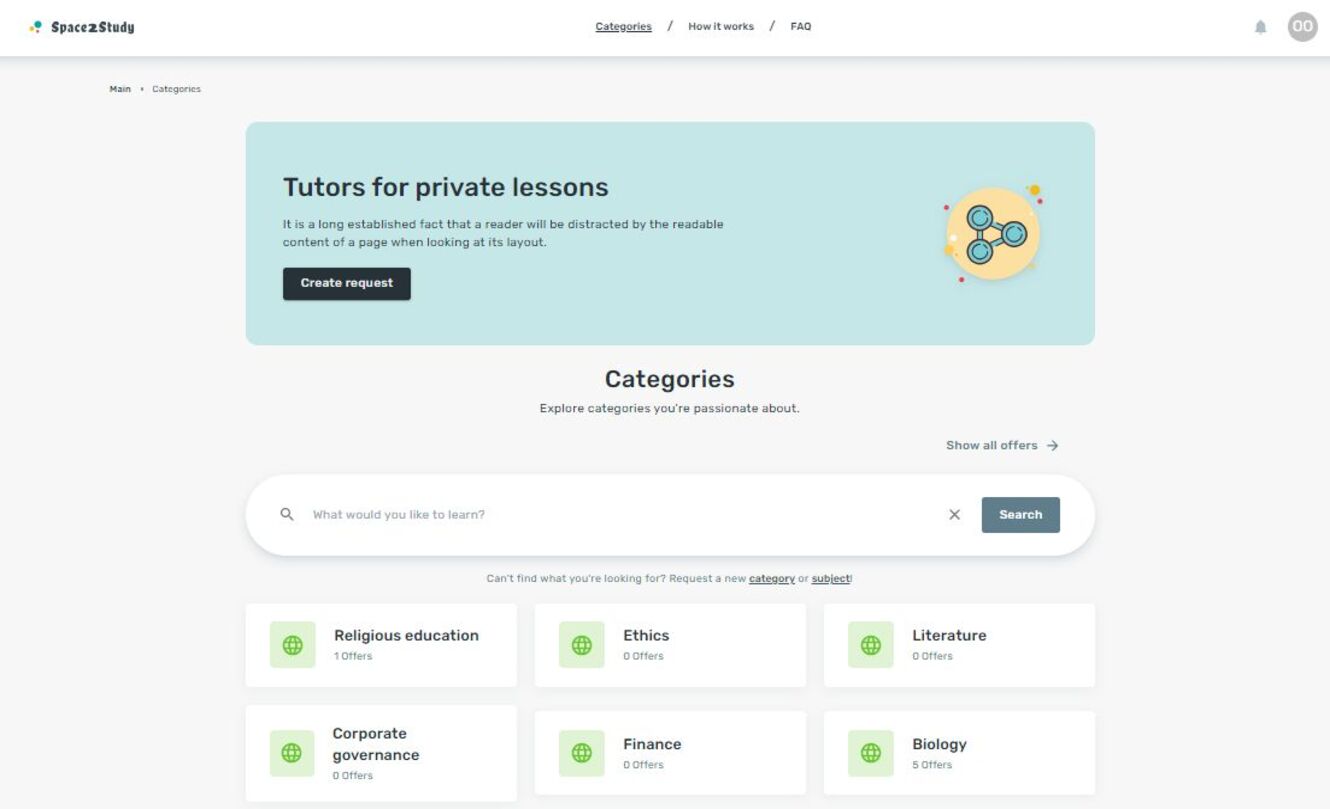 Space2Study
Categories / How it works / FAQ
OO
Main • Categories
Tutors for private lessons
It is a long established fact that a reader will be distracted by the readable
content of a page when looking at its layout.
Create request
Categories
Explore categories you're passionate about.
Show all offers →
What would you like to learn?
Search
Can't find what you're looking for? Request a new category or subject!
Religious education
1 Offers
Ethics
0 Offers
Literature
0 Offers
Corporate
governance
0 Offers
Finance
0 Offers
Biology
5 Offers